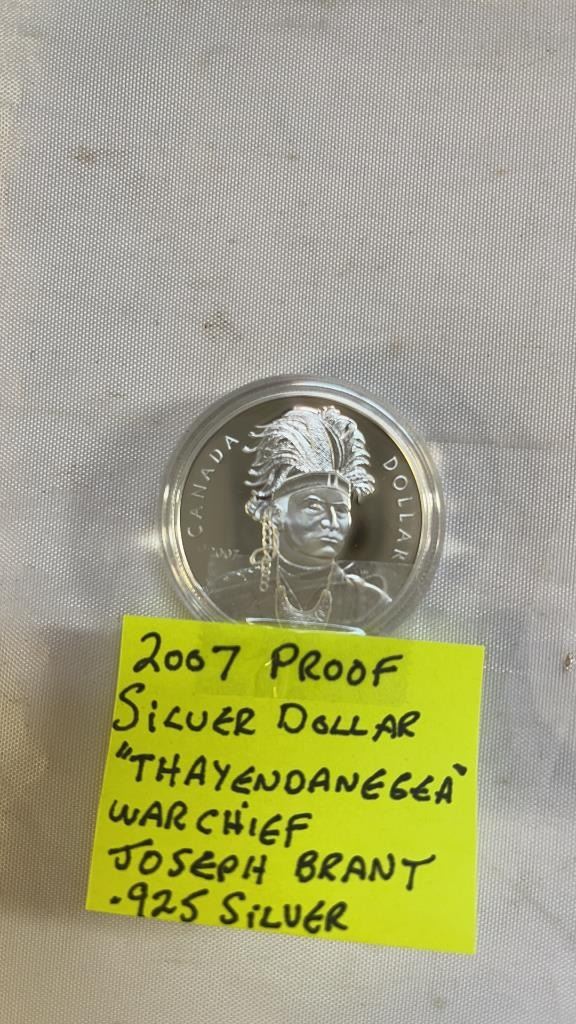 CANADA
DOLLAR
2007
2007 PROOF
SILVER DOLLAR
"THAYENDANEGEA"
WAR CHIEF
JOSEPH BRANT
.925 SILVER